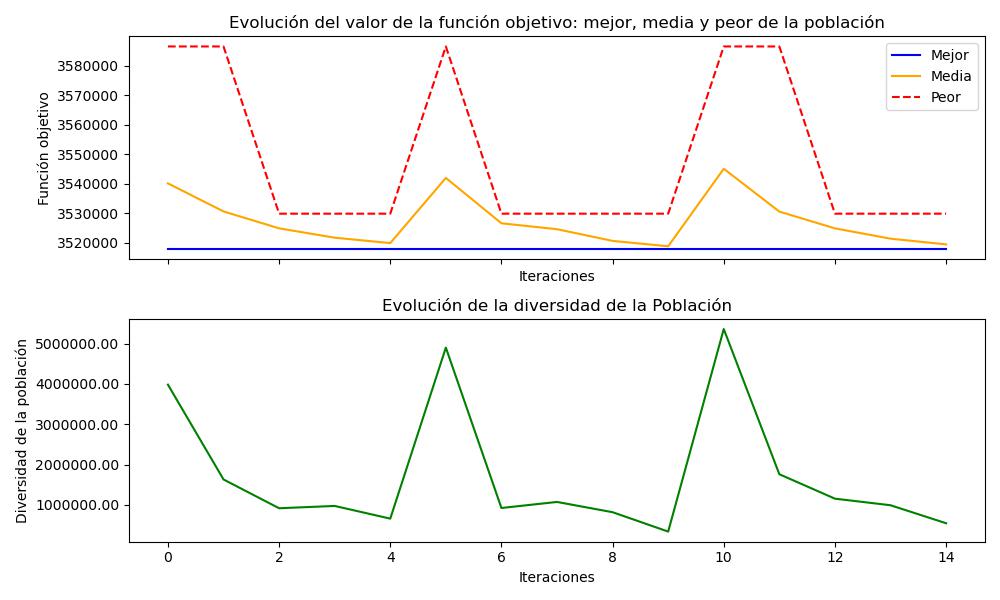 Evolución del valor de la función objetivo: mejor, media y peor de la población
Función objetivo
3580000
3570000
3560000
3550000
3540000
3530000
3520000
Mejor
Media
Peor
Iteraciones
Evolución de la diversidad de la Población
Diversidad de la población
5000000.00
4000000.00
3000000.00
2000000.00
1000000.00
0 2 4 6 8 10 12 14
Iteraciones